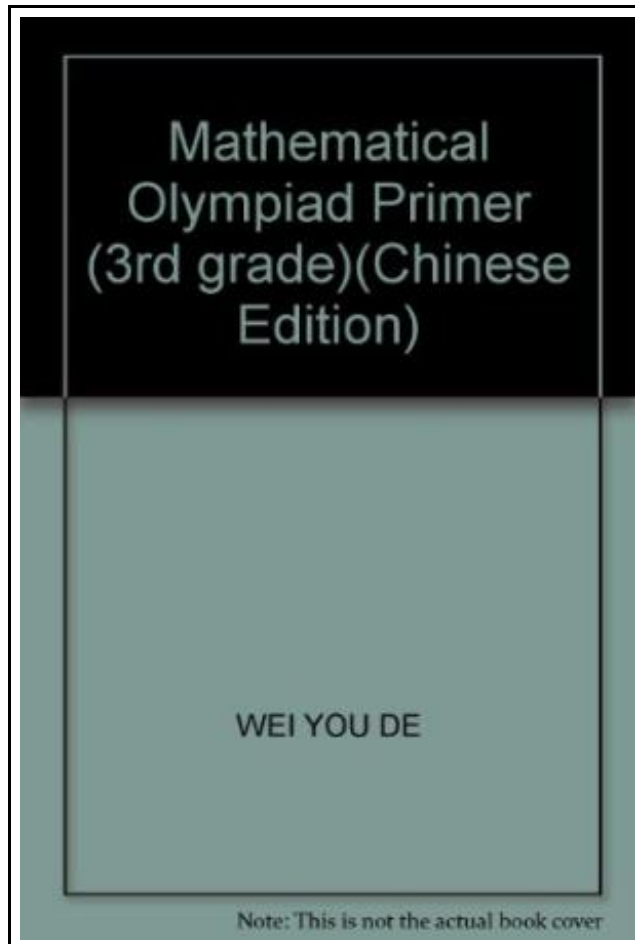 Mathematical
Olympiad Primer
(3rd grade)(Chinese
Edition)
WEI YOU DE
Note: This is not the actual book cover